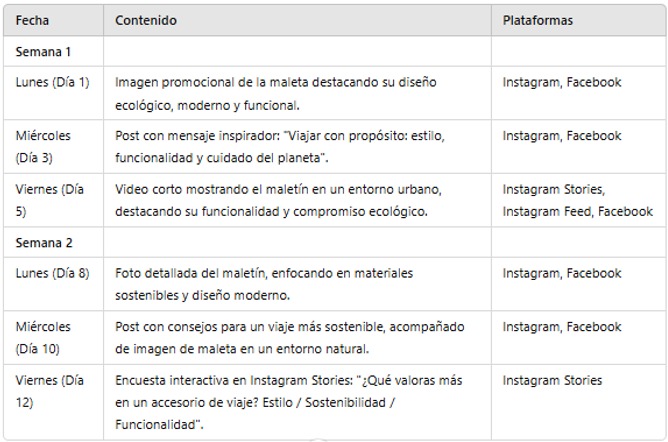 Fecha Contenido Plataformas
Semana 1
Lunes (Día 1) Imagen promocional de la maleta destacando su diseño Instagram, Facebook
ecológico, moderno y funcional.
Miércoles Post con mensaje inspirador: "Viajar con propósito: estilo, Instagram, Facebook
(Día 3) funcionalidad y cuidado del planeta".
Viernes (Día Video corto mostrando el maletín en un entorno urbano, Instagram Stories,
5) destacando su funcionalidad y compromiso ecológico. Instagram Feed, Facebook
Semana 2
Lunes (Día 8) Foto detallada del maletín, enfocando en materiales Instagram, Facebook
sostenibles y diseño moderno.
Miércoles Post con consejos para un viaje más sostenible, acompañado Instagram, Facebook
(Día 10) de imagen de maleta en un entorno natural.
Viernes (Día Encuesta interactiva en Instagram Stories: "¿Qué valoras más Instagram Stories
12) en un accesorio de viaje? Estilo / Sostenibilidad /
Funcionalidad".